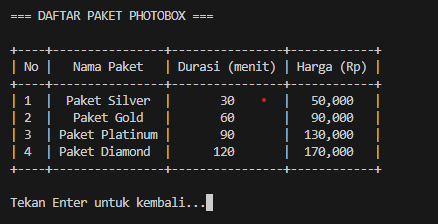 === DAFTAR PAKET PHOTOBOX ===
+----+----------------+----------------+------------+
| No |   Nama Paket   | Durasi (menit) | Harga (Rp) |
+----+----------------+----------------+------------+
| 1  |  Paket Silver  |       30       |   50,000   |
| 2  |   Paket Gold   |       60       |   90,000   |
| 3  | Paket Platinum |       90       |  130,000   |
| 4  | Paket Diamond  |      120       |  170,000   |
+----+----------------+----------------+------------+
Tekan Enter untuk kembali...